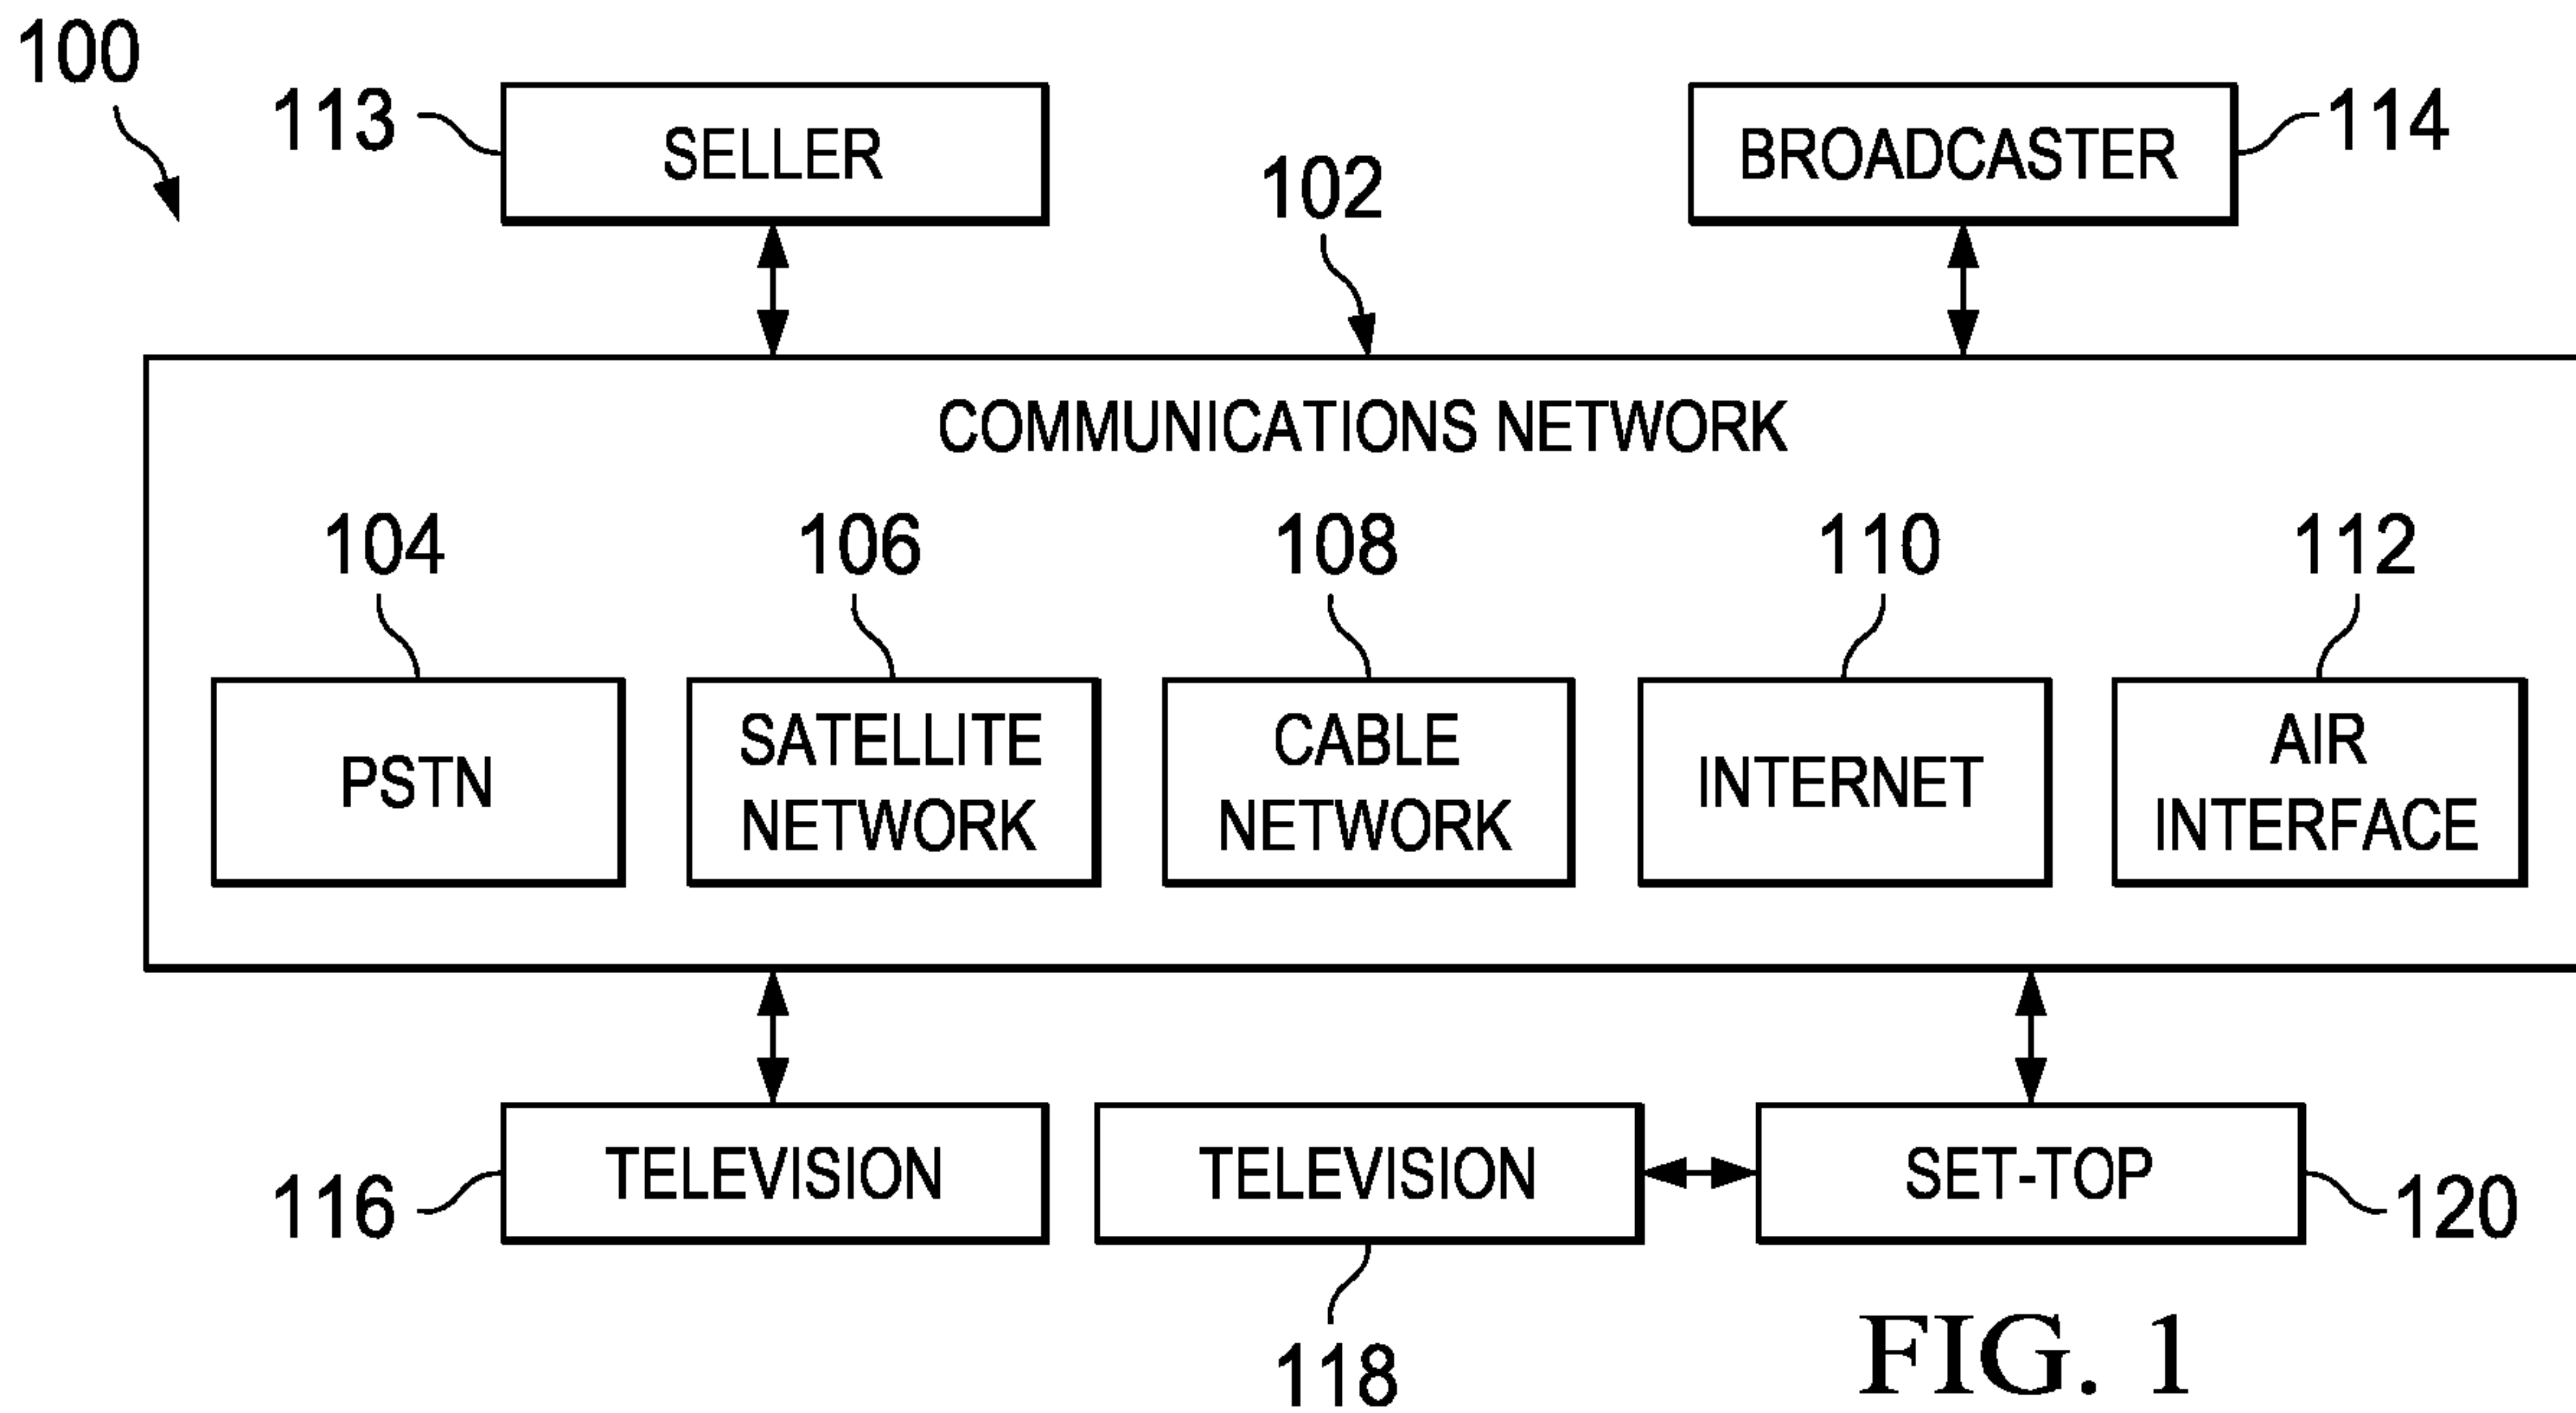 100
113
SELLER
BROADCASTER
114
102
COMMUNICATIONS NETWORK
104
106
108
110
112
PSTN
SATELLITE
NETWORK
CABLE
NETWORK
INTERNET
AIR
INTERFACE
116
TELEVISION
TELEVISION
SET-TOP
120
118
FIG. 1